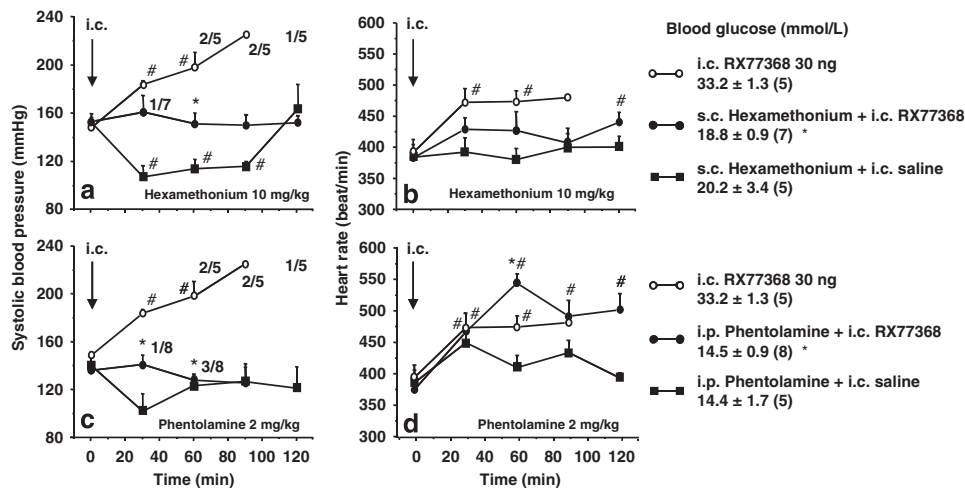 Systolic blood pressure (mmHg)
240
200
160
120
80
i.c.
#
#
2/5
2/5
1/5
1/7
*
#
#
#
a
Hexamethonium 10 mg/kg
Heart rate (beat/min)
600
550
500
450
400
350
300
i.c.
#
#
#
b
Hexamethonium 10 mg/kg
Blood glucose (mmol/L)
i.c. RX77368 30 ng
33.2 ± 1.3 (5)
s.c. Hexamethonium + i.c. RX77368
18.8 ± 0.9 (7) *
s.c. Hexamethonium + i.c. saline
20.2 ± 3.4 (5)
240
200
160
120
80
i.c.
#
#
2/5
2/5
1/5
* 1/8
* 3/8
c
Phentolamine 2 mg/kg
0 20 40 60 80 100 120
Time (min)
600
550
500
450
400
350
300
i.c.
*#
#
#
# #
#
d
Phentolamine 2 mg/kg
0 20 40 60 80 100 120
Time (min)
i.c. RX77368 30 ng
33.2 ± 1.3 (5)
i.p. Phentolamine + i.c. RX77368
14.5 ± 0.9 (8) *
i.p. Phentolamine + i.c. saline
14.4 ± 1.7 (5)